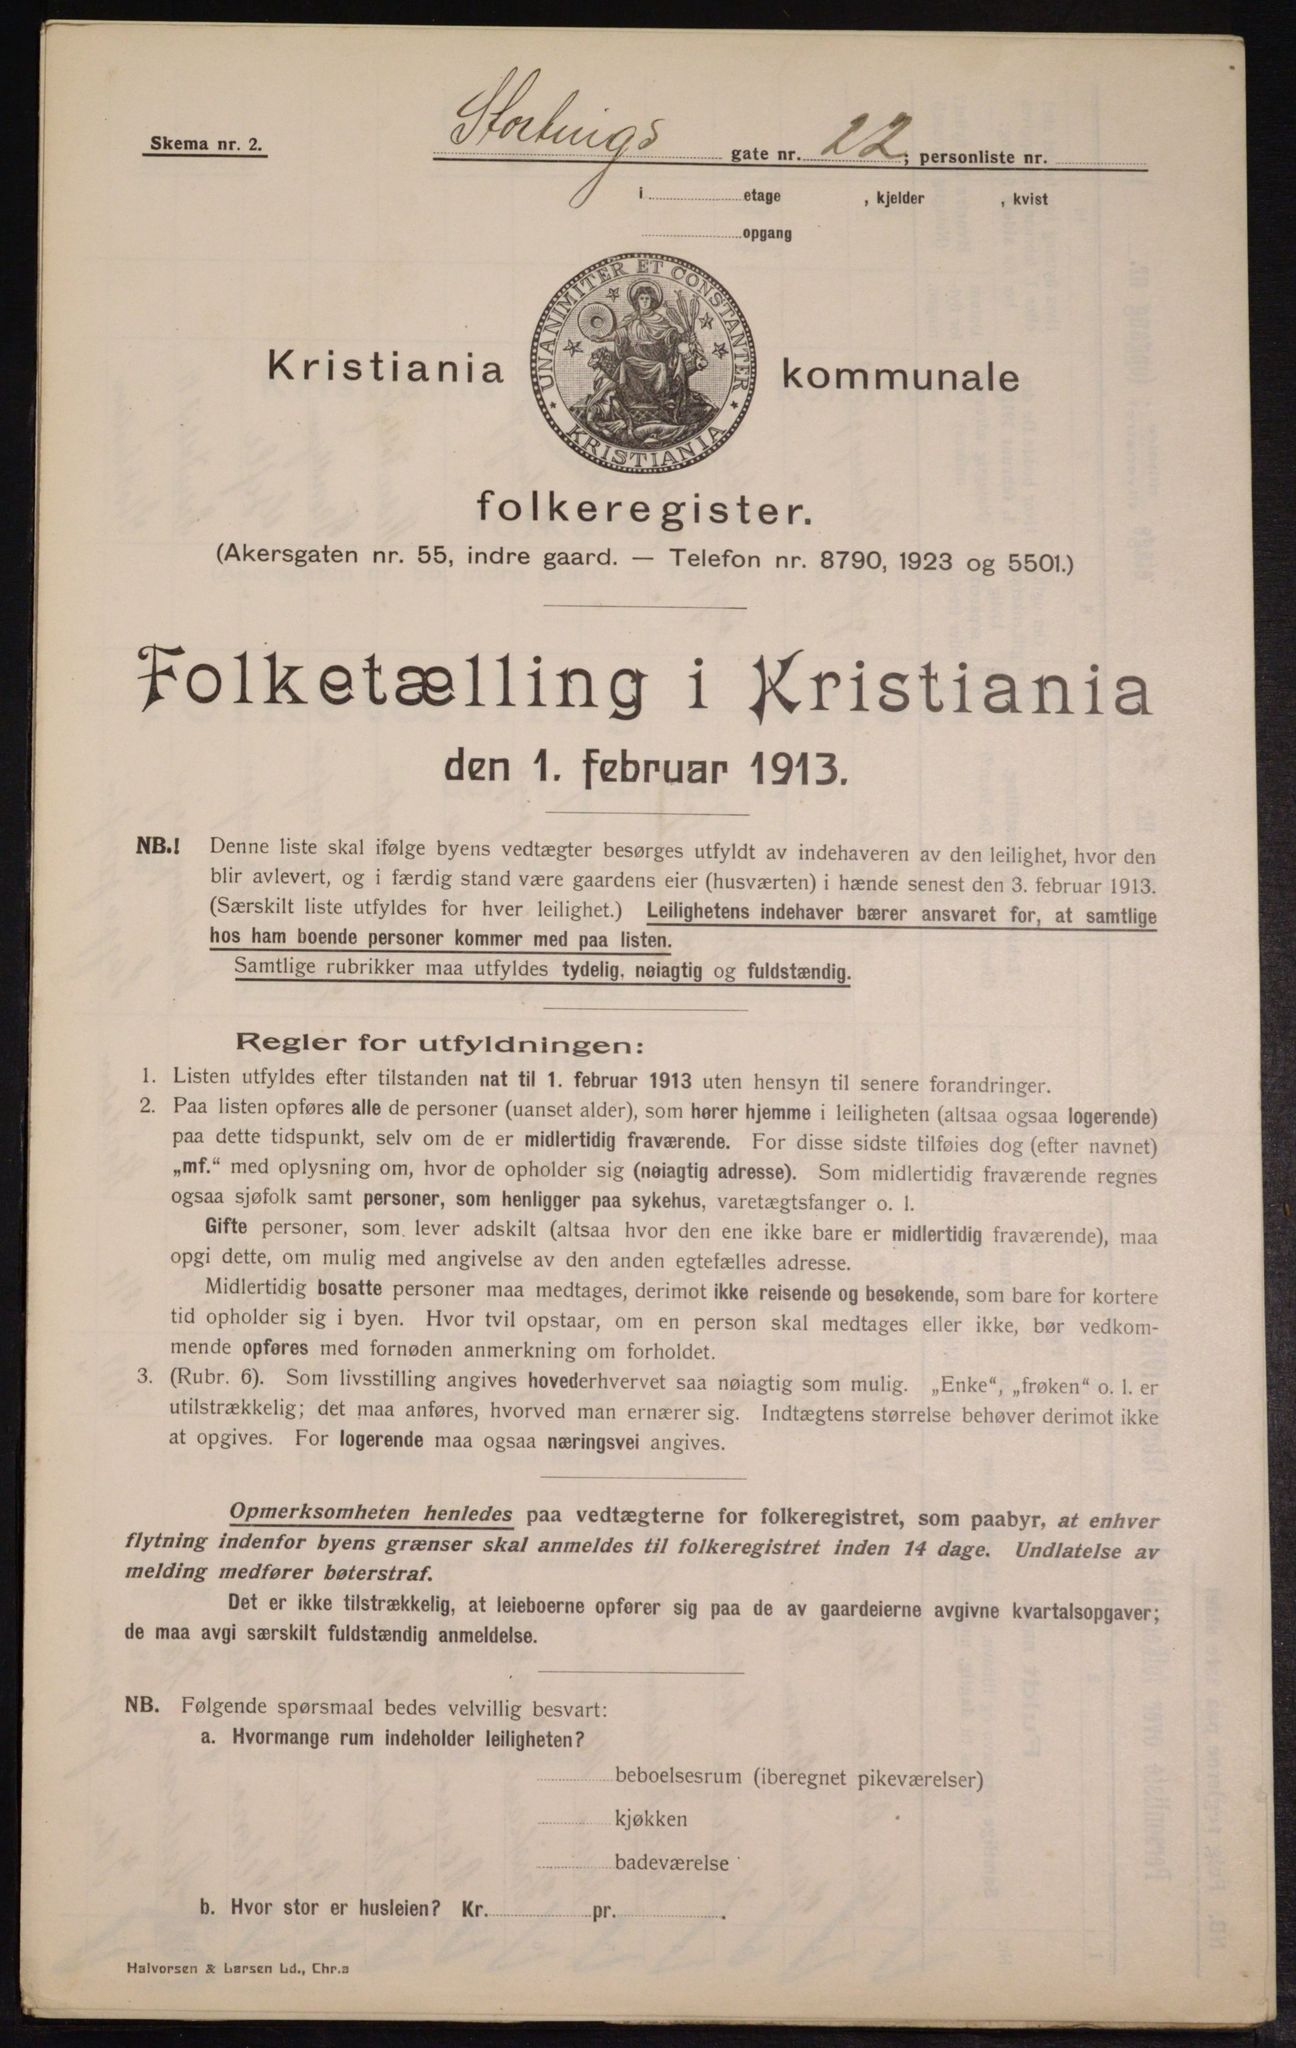 Skema nr. 2.
Stortings gate nr. 22; personliste nr.
i etage , kjelder , kvist
opgang
UNANIMITER ET CONSTANTER
KRISTIANIA
Kristiania kommunale
folkeregister.
(Akersgaten nr. 55, indre gaard. — Telefon nr. 8790, 1923 og 5501.)
Folketælling i Kristiania
den 1. februar 1913.
NB.! Denne liste skal ifølge byens vedtægter besørges utfyldt av indehaveren av den leilighet, hvor den
blir avlevert, og i færdig stand være gaardens eier (husværten) i hænde senest den 3. februar 1913.
(Særskilt liste utfyldes for hver leilighet.) Leilighetens indehaver bærer ansvaret for, at samtlige
hos ham boende personer kommer med paa listen.
Samtlige rubrikker maa utfyldes tydelig, nøiagtig og fuldstændig.
Regler for utfyldningen:
1. Listen utfyldes efter tilstanden nat til 1. februar 1913 uten hensyn til senere forandringer.
2. Paa listen opføres alle de personer (uanset alder), som hører hjemme i leiligheten (altsaa ogsaa logerende)
paa dette tidspunkt, selv om de er midlertidig fraværende. For disse sidste tilføies dog (efter navnet)
„mf.“ med oplysning om, hvor de opholder sig (nøiagtig adresse). Som midlertidig fraværende regnes
ogsaa sjøfolk samt personer, som henligger paa sykehus, varetægtsfanger o. l.
Gifte personer, som lever adskilt (altsaa hvor den ene ikke bare er midlertidig fraværende), maa
opgi dette, om mulig med angivelse av den anden egtefælles adresse.
Midlertidig bosatte personer maa medtages, derimot ikke reisende og besøkende, som bare for kortere
tid opholder sig i byen. Hvor tvil opstaar, om en person skal medtages eller ikke, bør vedkom-
mende opføres med fornøden anmerkning om forholdet.
3. (Rubr. 6). Som livsstilling angives hovederhvervet saa nøiagtig som mulig. „Enke“, „frøken“ o. l. er
utilstrækkelig; det maa anføres, hvorved man ernærer sig. Indtægtens størrelse behøver derimot ikke
at opgives. For logerende maa ogsaa næringsvei angives.
Opmerksomheten henledes paa vedtægterne for folkeregistret, som paabyr, at enhver
flytning indenfor byens grænser skal anmeldes til folkeregistret inden 14 dage. Undlatelse av
melding medfører bøterstraf.
Det er ikke tilstrækkelig, at leieboerne opfører sig paa de av gaardeierne avgivne kvartalsopgaver;
de maa avgi særskilt fuldstændig anmeldelse.
NB. Følgende spørsmaal bedes velvillig besvart:
a. Hvormange rum indeholder leiligheten?
beboelsesrum (iberegnet pikeværelser)
kjøkken
badeværelse
b. Hvor stor er husleien? Kr. pr. .
Halvorsen & Larsen Ld., Chr.a